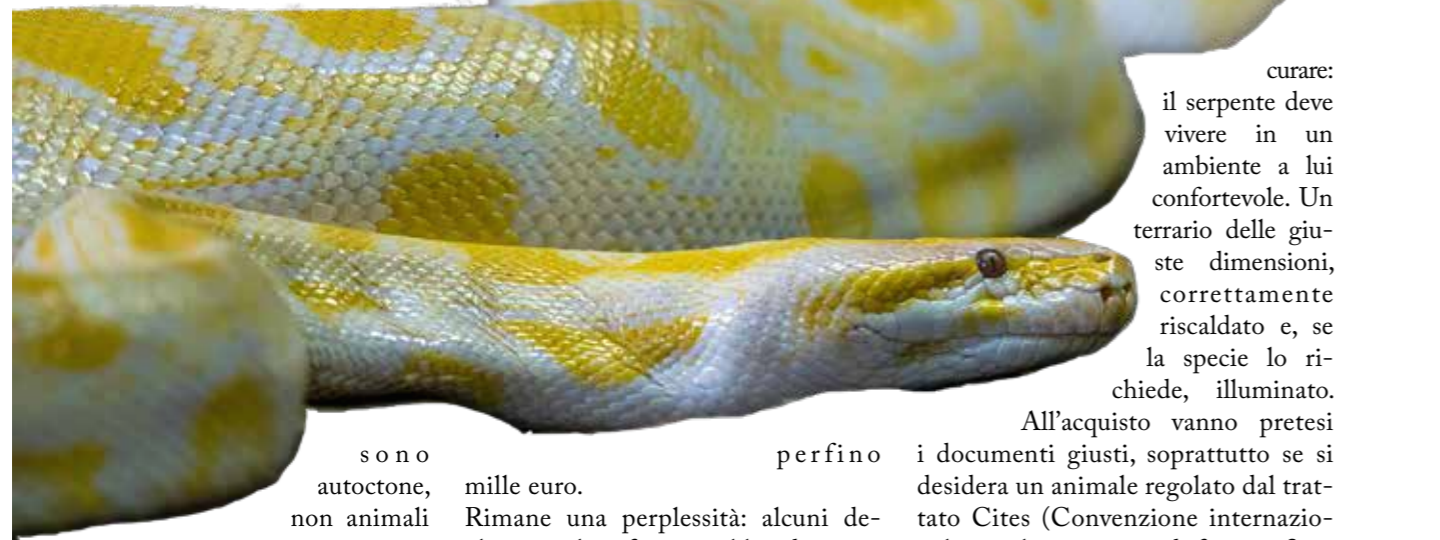 sono
autoctone,
non animali
perfino
mille euro.
Rimane una perplessità: alcuni de-
curare:
il serpente deve
vivere in un
ambiente a lui
confortevole. Un
terrario delle giu-
ste dimensioni,
correttamente
riscaldato e, se
la specie lo ri-
chiede, illuminato.
All’acquisto vanno pretesi
i documenti giusti, soprattutto se si
desidera un animale regolato dal trat-
tato Cites (Convenzione internazio-